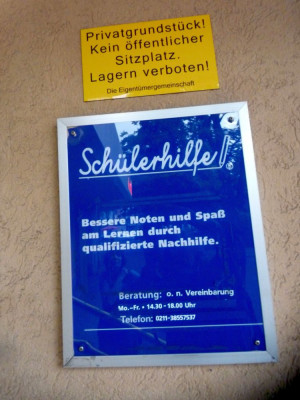 Privatgrundstück!
Kein öffentlicher
Sitzplatz.
Lagern verboten!
Die Eigentümergemeinschaft
Schülerhilfe!
Bessere Noten und Spaß
am Lernen durch
qualifizierte Nachhilfe.
Beratung: o. n. Vereinbarung
Mo.-Fr. • 14.30 - 18.00 Uhr
Telefon: 0211-38557537